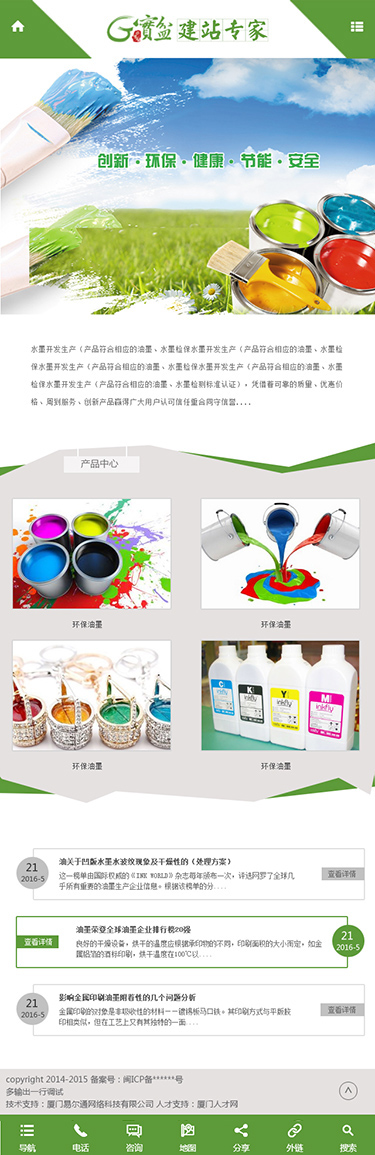 G宝盆建站专家
创新·环保·健康·节能·安全
水墨开发生产（产品符合相应的油墨、水墨检保水墨开发生产（产品符合相应的油墨、水墨检
保水墨开发生产（产品符合相应的油墨、水墨检保水墨开发生产（产品符合相应的油墨、水墨
检保水墨开发生产（产品符合相应的油墨、水墨检测标准认证），凭借着可靠的质量、优惠价
格、周到服务、创新产品赢得广大用户认可信任重合同守信誉....
产品中心
环保油墨
环保油墨
C
K
Y
M
inkfly
环保油墨
环保油墨
21
2016-5
油关于凹版水墨水波纹现象及干燥性的（处理方案）
这一榜单由国际权威的《INK WORLD》杂志每年颁布一次，评选网罗了全球几
乎所有重要的油墨生产企业信息。根据该榜单的分....
查看详情
查看详情
油墨荣登全球油墨企业排行榜20强
良好的干燥设备，烘干的温度应根据承印物的不同，印刷面积的大小而定，如金
属铝箔的酒标印刷，烘干温度在100℃以....
21
2016-5
21
2016-5
影响金属印刷油墨附着性的几个问题分析
金属印刷的对象是非吸收性的材料——镀锡板马口铁。其印刷方式与平版胶
印相类似，但在工艺上又有其独特的一面....
查看详情
copyright 2014-2015 备案号：闽ICP备******号
多输出一行调试
技术支持：厦门易尔通网络科技有限公司 人才支持：厦门人才网
导航
电话
咨询
地图
分享
外链
搜索